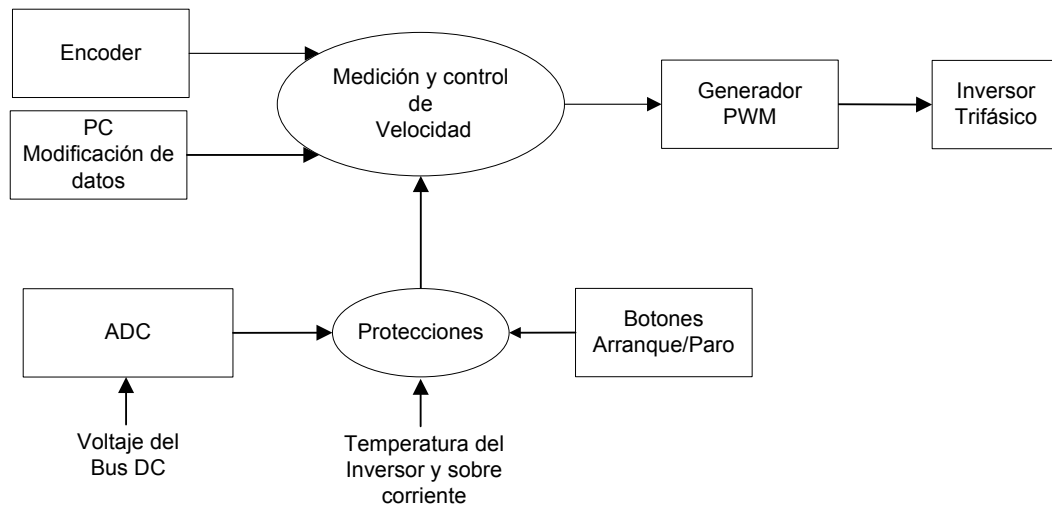 Encoder
PC
Modificación de
datos
Medición y control
de
Velocidad
Generador
PWM
Inversor
Trifásico
ADC
Protecciones
Botones
Arranque/Paro
Voltaje del
Bus DC
Temperatura del
Inversor y sobre
corriente